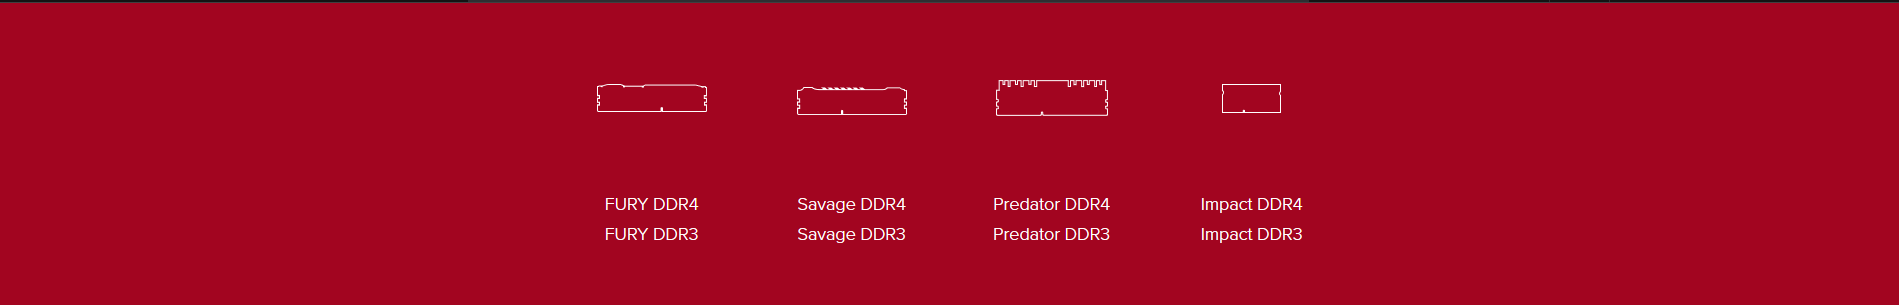 FURY DDR4
FURY DDR3
Savage DDR4
Savage DDR3
Predator DDR4
Predator DDR3
Impact DDR4
Impact DDR3